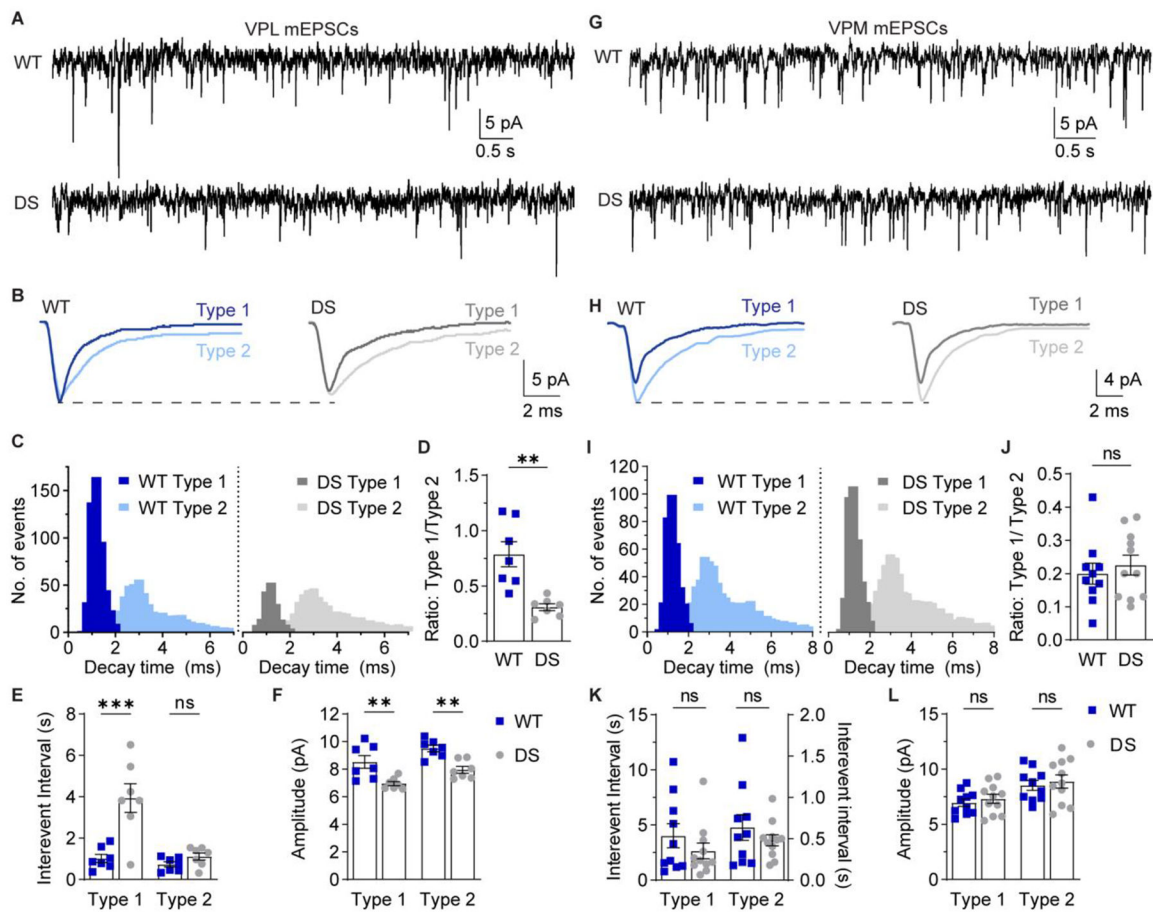 A
VPL mEPSCs
WT
5 pA
0.5 s
DS
G
VPM mEPSCs
WT
5 pA
0.5 s
DS
B
WT
Type 1
Type 2
DS
Type 1
Type 2
5 pA
2 ms
H
WT
Type 1
Type 2
DS
Type 1
Type 2
4 pA
2 ms
C
No. of events
150
100
50
0
WT Type 1
WT Type 2
DS Type 1
DS Type 2
0 2 4 6 0 2 4 6
Decay time (ms) Decay time (ms)
D
Ratio: Type 1/Type 2
1.5
1.0
0.5
0.0
**
WT DS
I
No. of events
120
100
80
60
40
20
0
WT Type 1
WT Type 2
DS Type 1
DS Type 2
0 2 4 6 8 0 2 4 6 8
Decay time (ms) Decay time (ms)
J
Ratio: Type 1/ Type 2
0.5
0.4
0.3
0.2
0.1
0.0
ns
WT DS
E
Interevent Interval (s)
8
6
4
2
0
*** ns
Type 1 Type 2
F
Amplitude (pA)
12
10
8
6
4
2
0
** **
Type 1 Type 2
WT
DS
K
Interevent Interval (s)
15
10
5
0
ns ns
2.0
1.5
1.0
0.5
0.0
Interevent interval (s)
Type 1 Type 2
L
Amplitude (pA)
15
10
5
0
ns ns
Type 1 Type 2
WT
DS